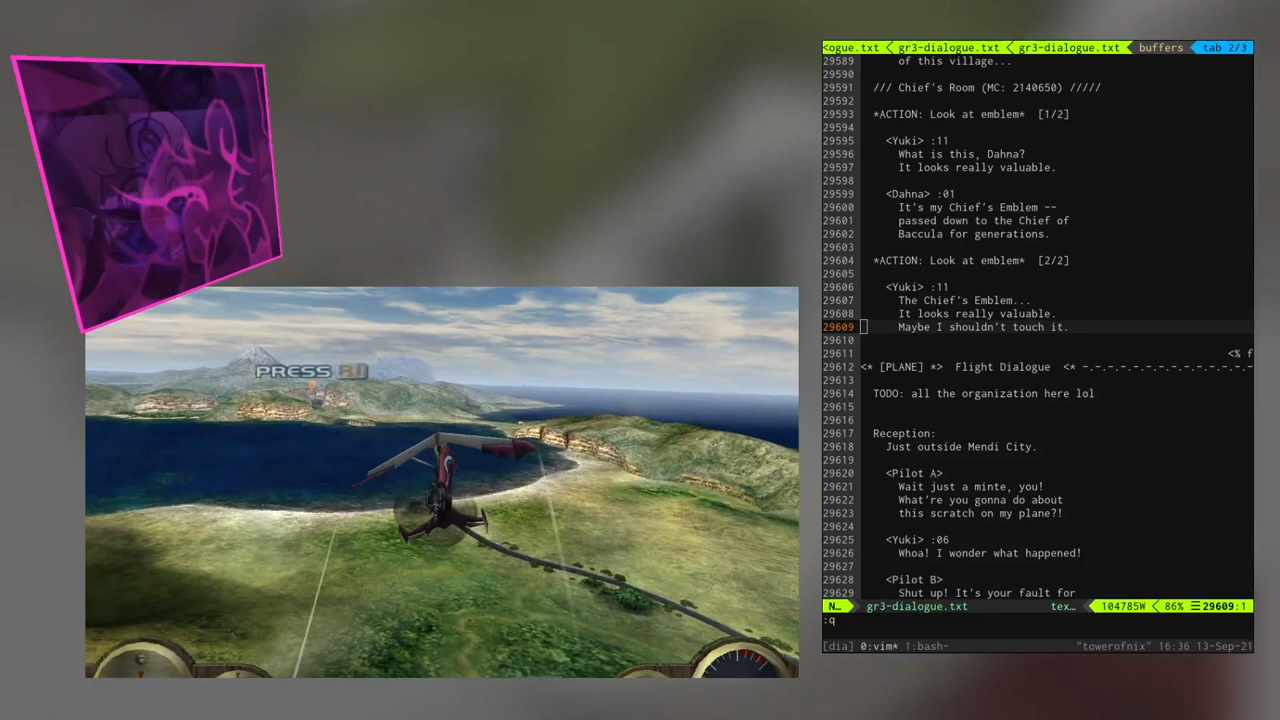 PRESS R1
<ogue.txt < gr3-dialogue.txt < gr3-dialogue.txt buffers tab 2/3
29589 of this village...
29590
29591 /// Chief's Room (MC: 2140650) /////
29592
29593 *ACTION: Look at emblem* [1/2]
29594
29595 <Yuki> :11
29596 What is this, Dahna?
29597 It looks really valuable.
29598
29599 <Dahna> :01
29600 It's my Chief's Emblem --
29601 passed down to the Chief of
29602 Baccula for generations.
29603
29604 *ACTION: Look at emblem* [2/2]
29605
29606 <Yuki> :11
29607 The Chief's Emblem...
29608 It looks really valuable.
29609 Maybe I shouldn't touch it.
29610
29611 <% f
29612 <* [PLANE] *> Flight Dialogue <* -.-.-.-.-.-.-.-.-.-.-.-.-.-
29613
29614 TODO: all the organization here lol
29615
29616
29617 Reception:
29618 Just outside Mendi City.
29619
29620 <Pilot A>
29621 Wait just a minte, you!
29622 What're you gonna do about
29623 this scratch on my plane?!
29624
29625 <Yuki> :06
29626 Whoa! I wonder what happened!
29627
29628 <Pilot B>
29629 Shut up! It's your fault for
N… gr3-dialogue.txt tex… 104785W < 86% ☰29609:1
:q
[dia] 0:vim* 1:bash- "towerofnix" 16:36 13-Sep-21